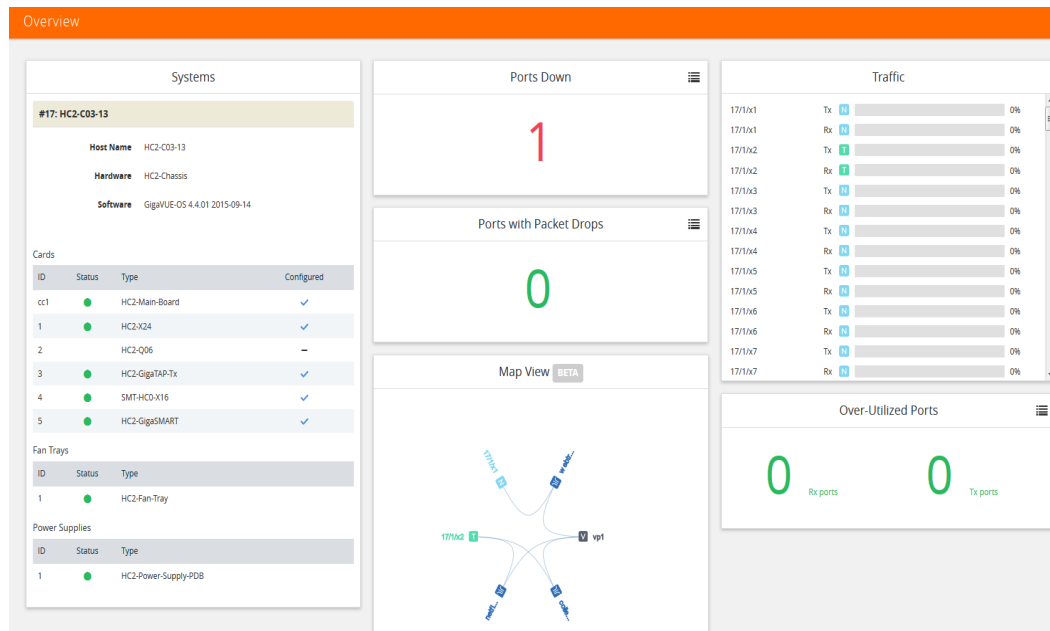 Overview
Systems
#17: HC2-C03-13
Host Name HC2-C03-13
Hardware HC2-Chassis
Software GigaVUE-OS 4.4.01 2015-09-14
Cards
ID Status Type Configured
cc1 HC2-Main-Board
1 HC2-X24
2 HC2-Q06 –
3 HC2-GigaTAP-Tx
4 SMT-HC0-X16
5 HC2-GigaSMART
Fan Trays
ID Status Type
1 HC2-Fan-Tray
Power Supplies
ID Status Type
1 HC2-Power-Supply-PDB
Ports Down
1
Ports with Packet Drops
0
Map View BETA
17/1/x1 N
17/1/x2 T
V vp1
Traffic
17/1/x1 Tx N 0%
17/1/x1 Rx N 0%
17/1/x2 Tx T 0%
17/1/x2 Rx T 0%
17/1/x3 Tx N 0%
17/1/x3 Rx N 0%
17/1/x4 Tx N 0%
17/1/x4 Rx N 0%
17/1/x5 Tx N 0%
17/1/x5 Rx N 0%
17/1/x6 Tx N 0%
17/1/x6 Rx N 0%
17/1/x7 Tx N 0%
17/1/x7 Rx N 0%
Over-Utilized Ports
0 Rx ports 0 Tx ports